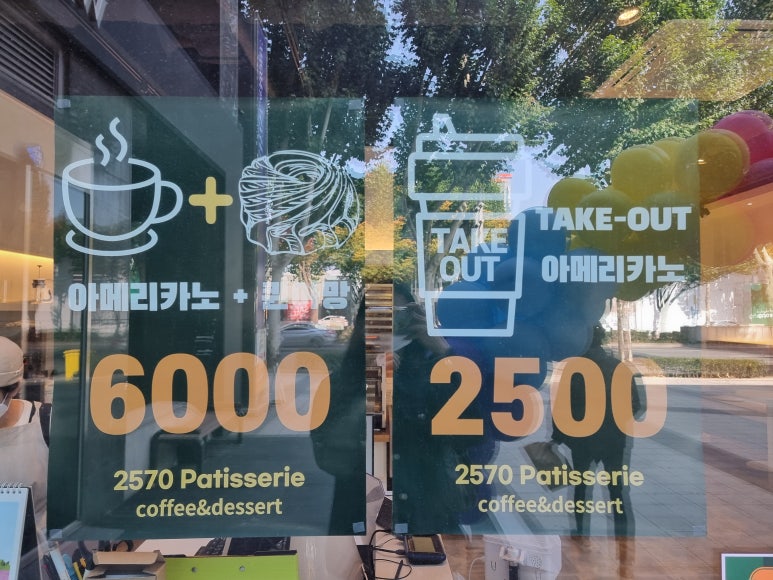 아메리카노 +
6000
2570 Patisserie
coffee&dessert
TAKE
OUT
TAKE-OUT
아메리카노
2500
2570 Patisserie
coffee&dessert